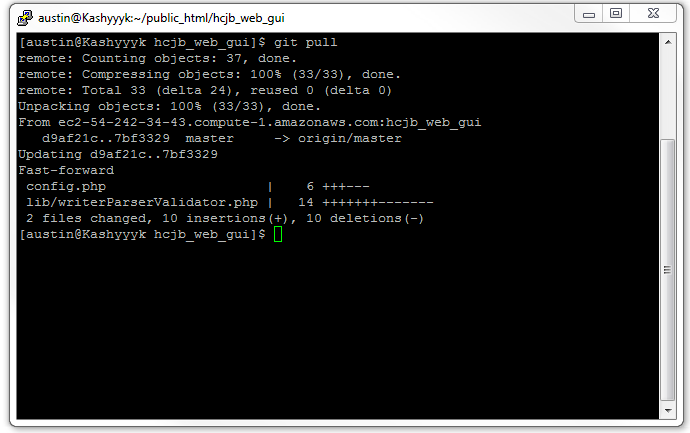 austin@Kashyyyk:~/public_html/hcjb_web_gui
[austin@Kashyyyk hcjb_web_gui]$ git pull
remote: Counting objects: 37, done.
remote: Compressing objects: 100% (33/33), done.
remote: Total 33 (delta 24), reused 0 (delta 0)
Unpacking objects: 100% (33/33), done.
From ec2-54-242-34-43.compute-1.amazonaws.com:hcjb_web_gui
   d9af21c..7bf3329  master     -> origin/master
Updating d9af21c..7bf3329
Fast-forward
 config.php                    |    6 +++---
 lib/writerParserValidator.php |   14 +++++++-------
 2 files changed, 10 insertions(+), 10 deletions(-)
[austin@Kashyyyk hcjb_web_gui]$